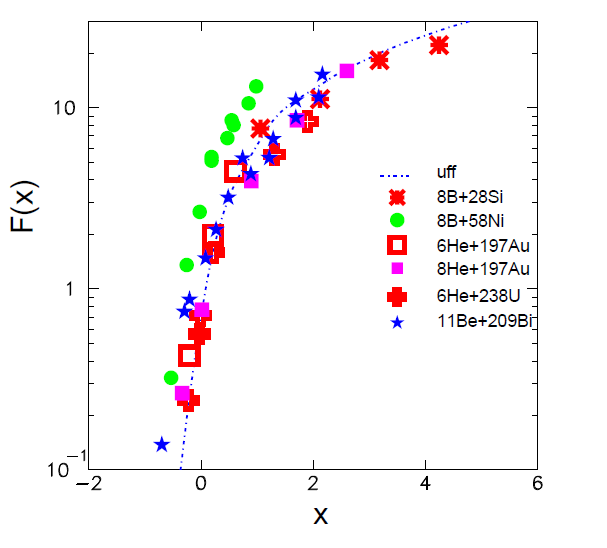 F(x)
10
1
10⁻¹
−2
0
2
4
6
x
uff
8B+28Si
8B+58Ni
6He+197Au
8He+197Au
6He+238U
11Be+209Bi